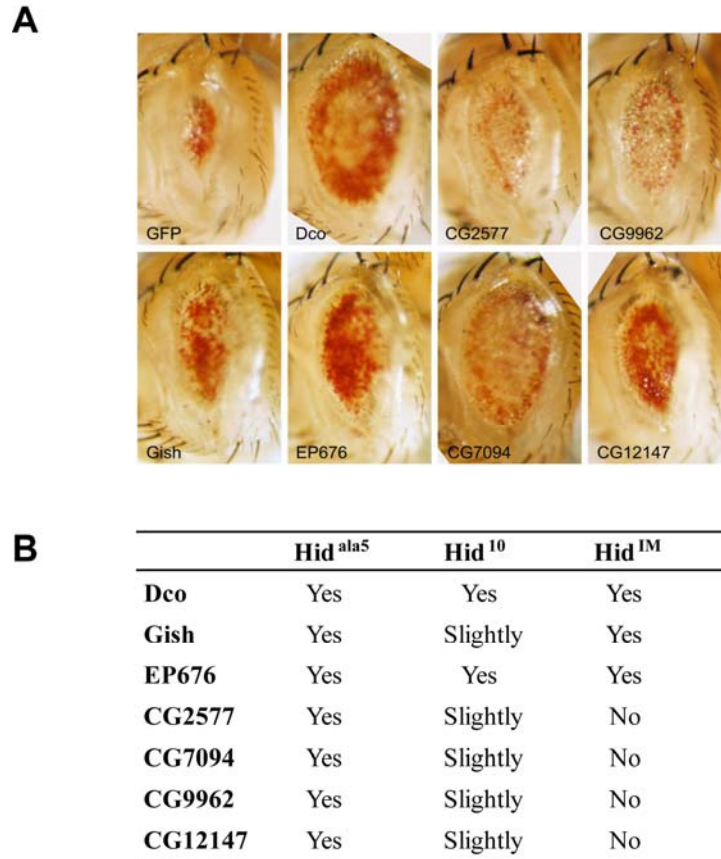 A
GFP Dco CG2577 CG9962
Gish EP676 CG7094 CG12147
B
Hid ala5 Hid 10 Hid IM
Dco Yes Yes Yes
Gish Yes Slightly Yes
EP676 Yes Yes Yes
CG2577 Yes Slightly No
CG7094 Yes Slightly No
CG9962 Yes Slightly No
CG12147 Yes Slightly No